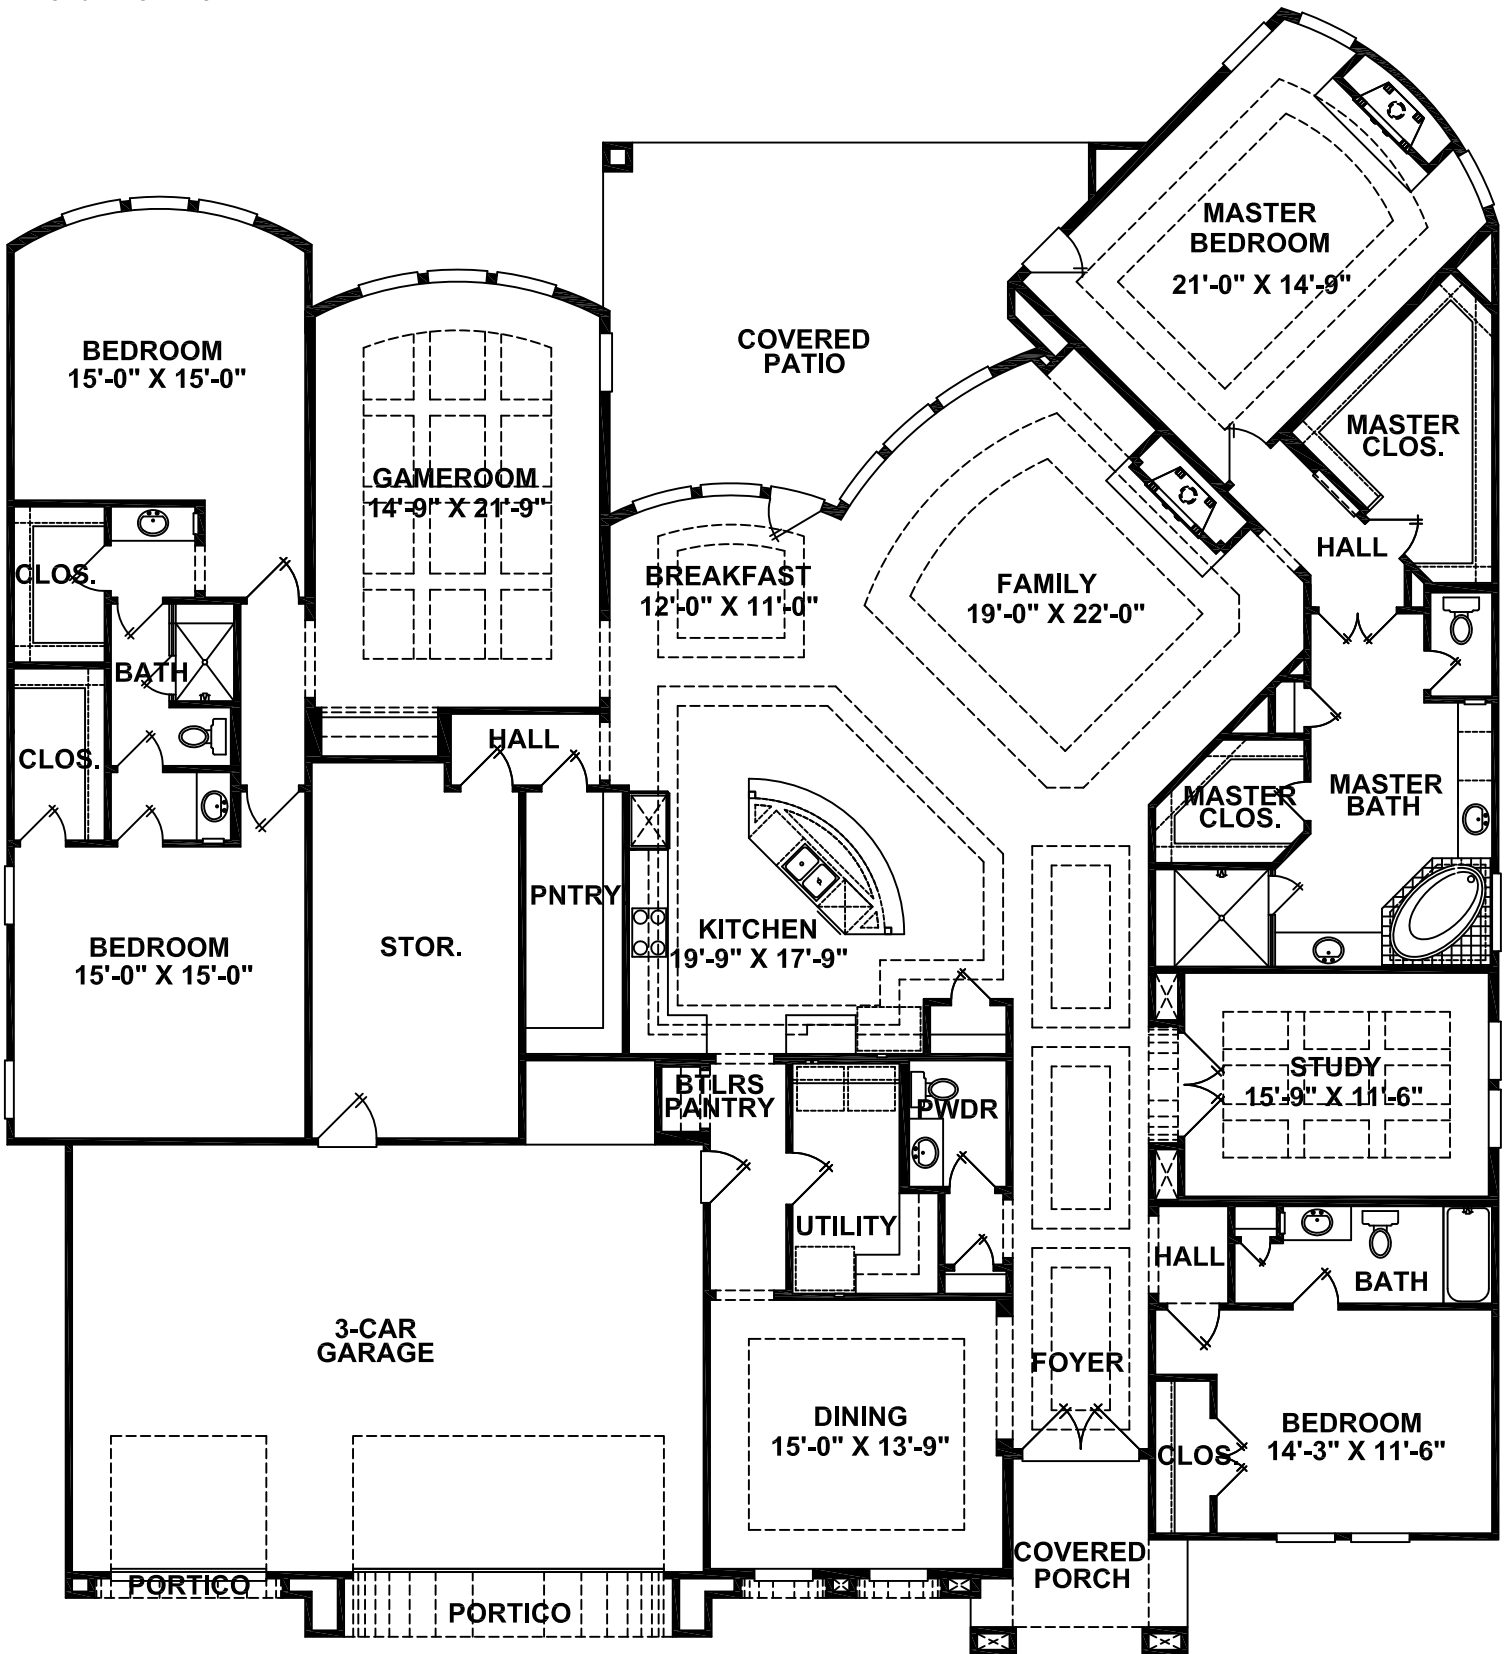 MASTER
BEDROOM
21'-0" X 14'-9"
BEDROOM
15'-0" X 15'-0"
COVERED
PATIO
MASTER
CLOS.
GAMEROOM
14'-9" X 21'-9"
HALL
CLOS.
BREAKFAST
12'-0" X 11'-0"
FAMILY
19'-0" X 22'-0"
BATH
CLOS.
HALL
MASTER
CLOS.
MASTER
BATH
PNTRY
BEDROOM
15'-0" X 15'-0"
STOR.
KITCHEN
19'-9" X 17'-9"
BTLRS
PANTRY
PWDR
STUDY
15'-9" X 11'-6"
UTILITY
HALL
BATH
3-CAR
GARAGE
FOYER
DINING
15'-0" X 13'-9"
BEDROOM
14'-3" X 11'-6"
CLOS.
COVERED
PORCH
PORTICO
PORTICO